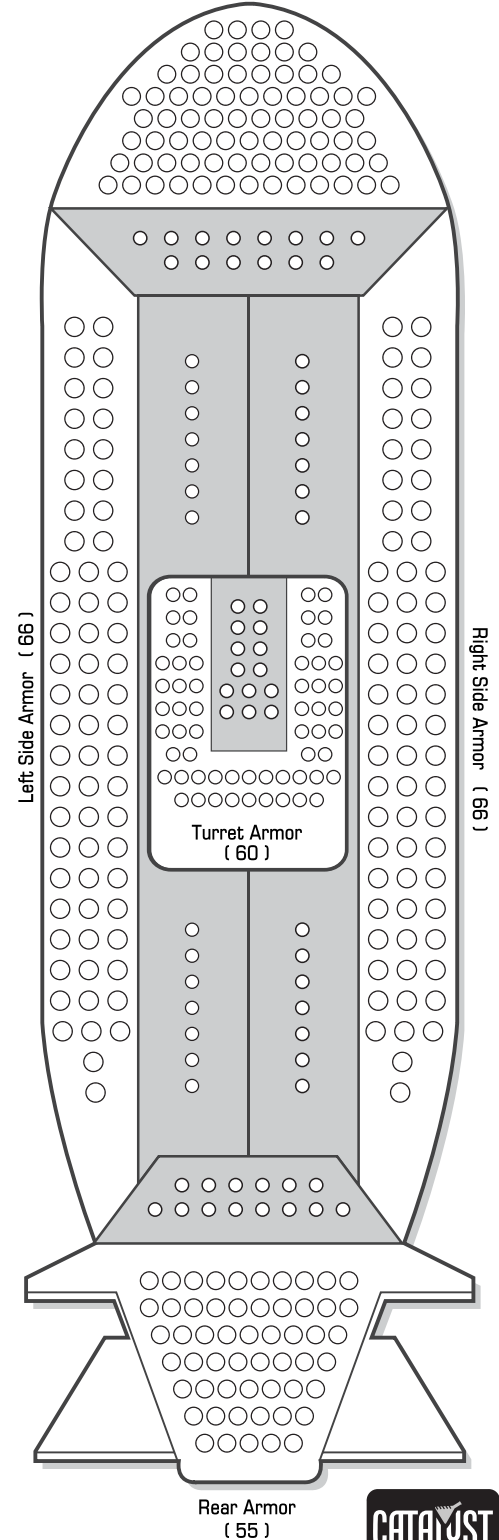 Left Side Armor ( 66 )
Right Side Armor ( 66 )
Turret Armor
( 60 )
Rear Armor
( 55 )
CATALYST